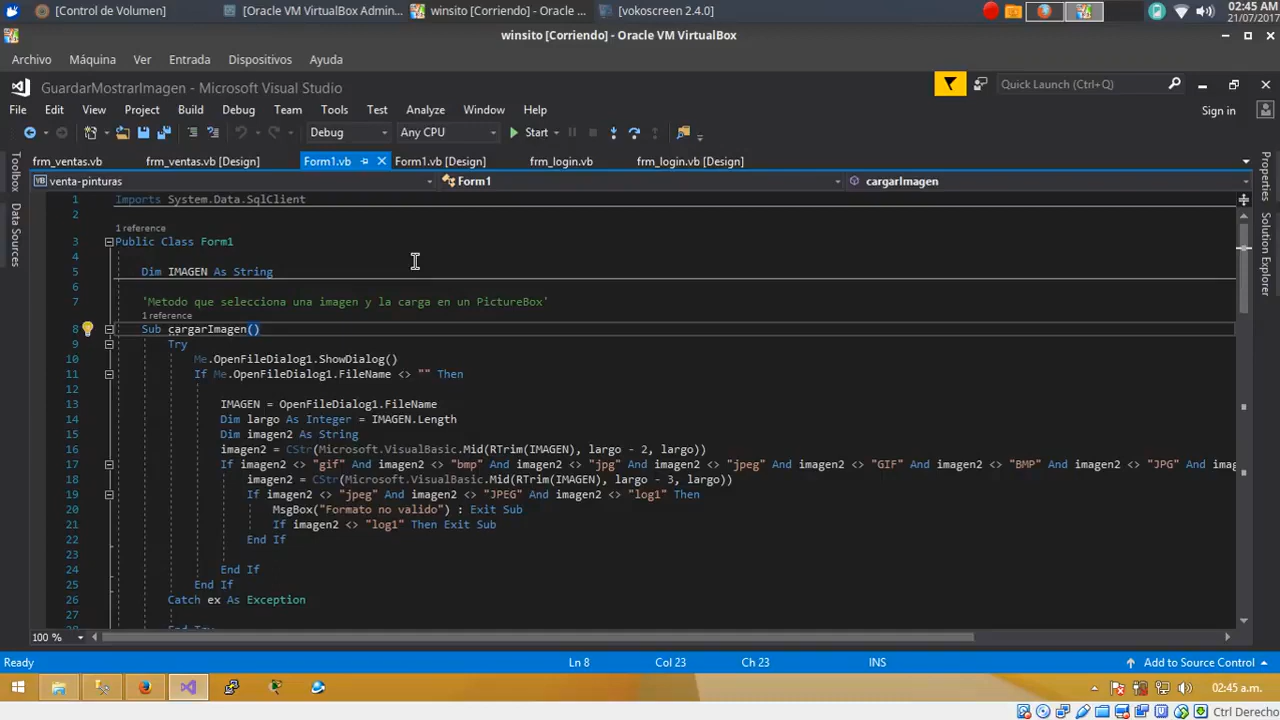 [Control de Volumen]
[Oracle VM VirtualBox Admin...
winsito [Corriendo] - Oracle ...
[vokoscreen 2.4.0]
02:45 AM
21/07/2017
winsito [Corriendo] - Oracle VM VirtualBox
Archivo Máquina Ver Entrada Dispositivos Ayuda
GuardarMostrarImagen - Microsoft Visual Studio
Quick Launch (Ctrl+Q)
File Edit View Project Build Debug Team Tools Test Analyze Window Help
Sign in
Debug Any CPU Start
frm_ventas.vb frm_ventas.vb [Design] Form1.vb Form1.vb [Design] frm_login.vb frm_login.vb [Design]
Toolbox
Data Sources
Properties
Solution Explorer
venta-pinturas Form1 cargarImagen
1 Imports System.Data.SqlClient
2
1 reference
3 Public Class Form1
4
5 Dim IMAGEN As String
6
7 'Metodo que selecciona una imagen y la carga en un PictureBox'
1 reference
8 Sub cargarImagen()
9 Try
10 Me.OpenFileDialog1.ShowDialog()
11 If Me.OpenFileDialog1.FileName <> "" Then
12
13 IMAGEN = OpenFileDialog1.FileName
14 Dim largo As Integer = IMAGEN.Length
15 Dim imagen2 As String
16 imagen2 = CStr(Microsoft.VisualBasic.Mid(RTrim(IMAGEN), largo - 2, largo))
17 If imagen2 <> "gif" And imagen2 <> "bmp" And imagen2 <> "jpg" And imagen2 <> "jpeg" And imagen2 <> "GIF" And imagen2 <> "BMP" And imagen2 <> "JPG" And imag
18 imagen2 = CStr(Microsoft.VisualBasic.Mid(RTrim(IMAGEN), largo - 3, largo))
19 If imagen2 <> "jpeg" And imagen2 <> "JPEG" And imagen2 <> "log1" Then
20 MsgBox("Formato no valido") : Exit Sub
21 If imagen2 <> "log1" Then Exit Sub
22 End If
23
24 End If
25 End If
26 Catch ex As Exception
27
100 %
Ready Ln 8 Col 23 Ch 23 INS Add to Source Control
02:45 a.m.
Ctrl Derecho